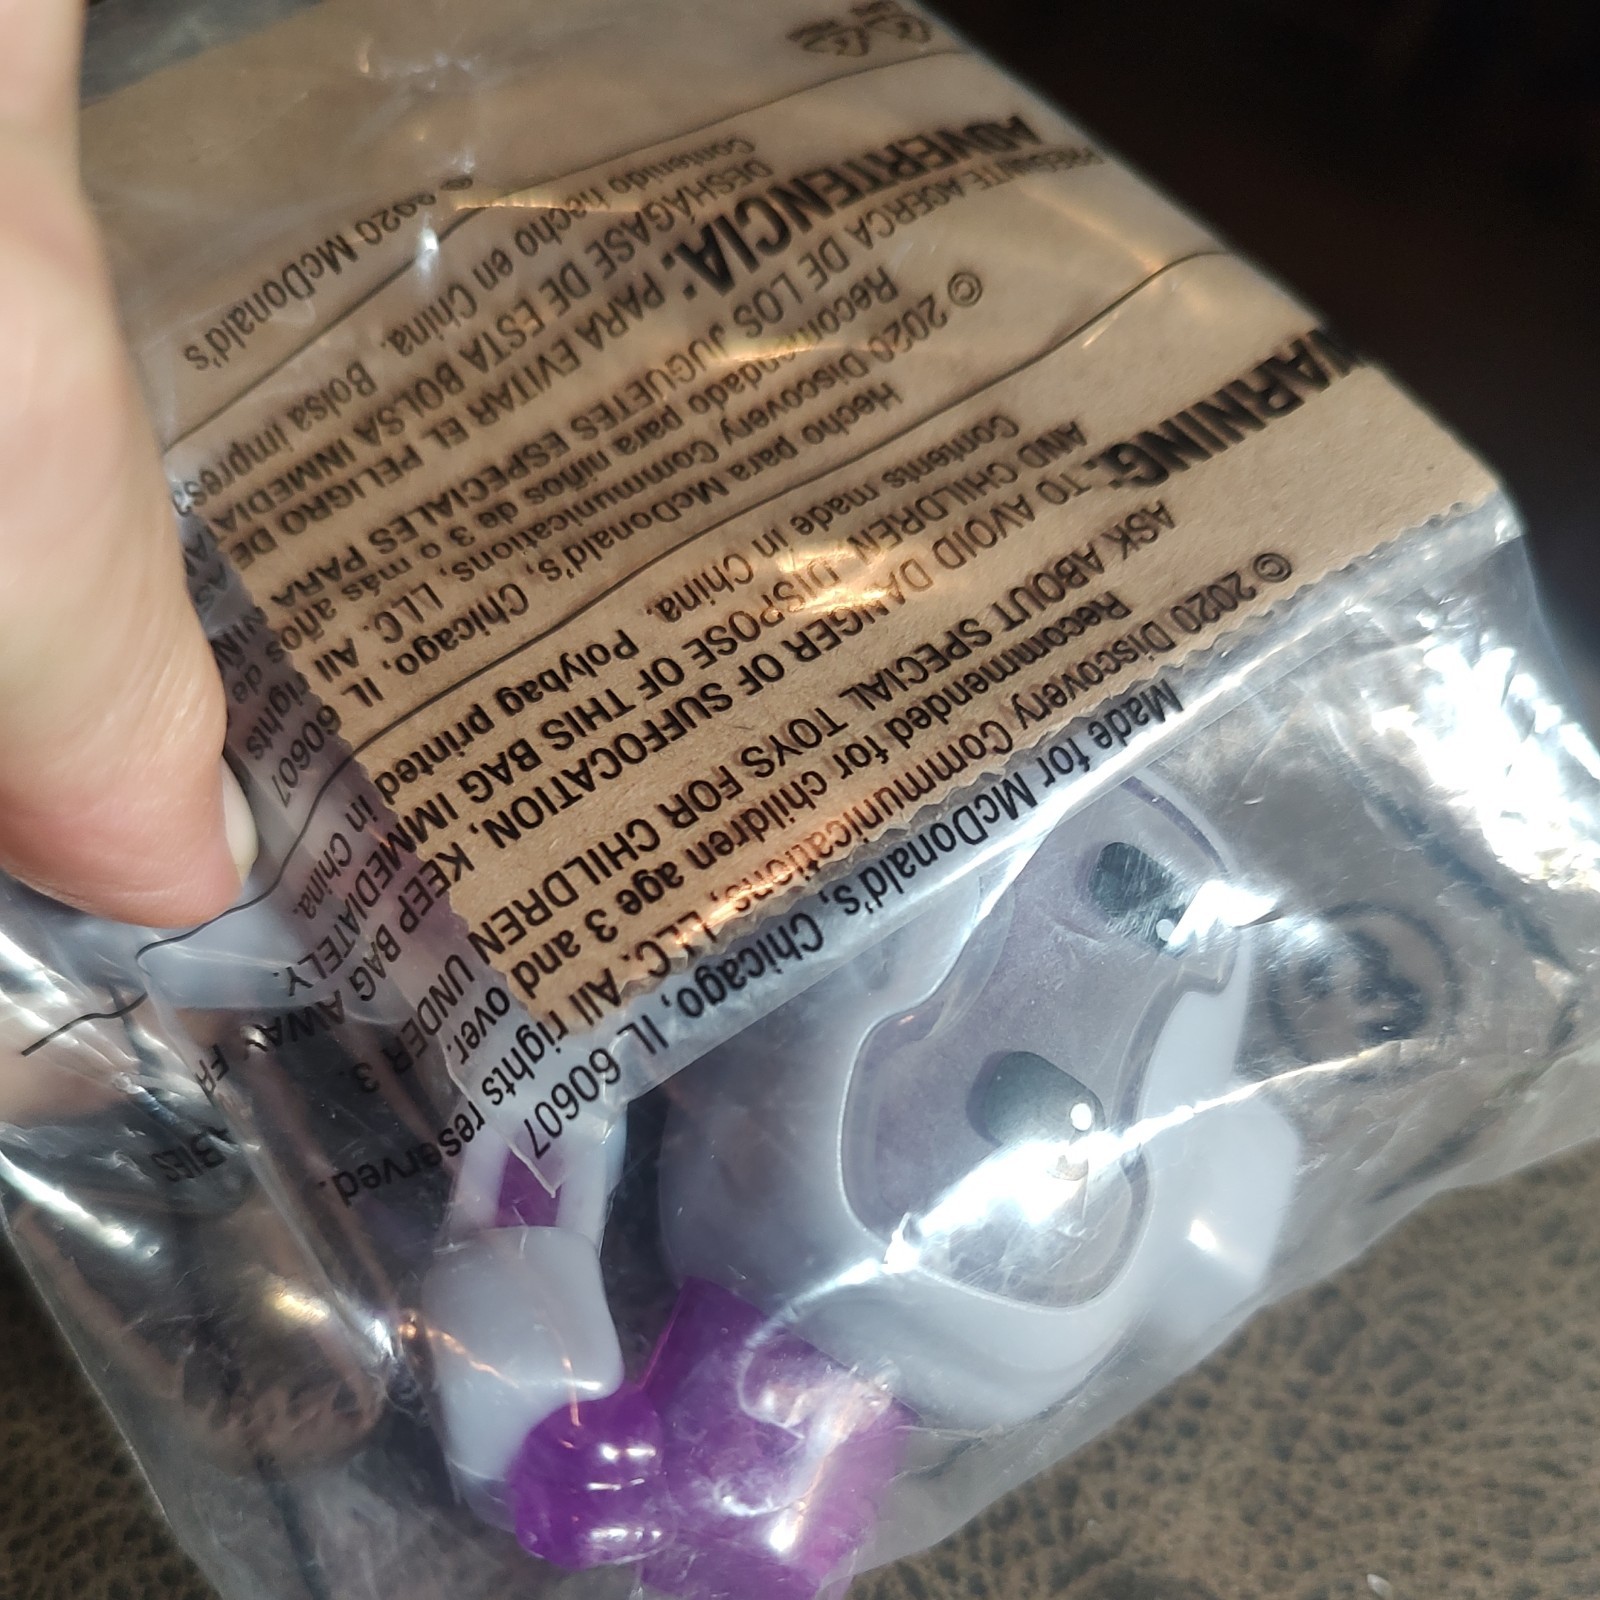 Made for McDonald's, Chicago, IL 60607
© 2020 Discovery Communications, LLC. All rights reserved.
Recommended for children age 3 and over.
ASK ABOUT SPECIAL TOYS FOR CHILDREN UNDER 3.
WARNING: TO AVOID DANGER OF SUFFOCATION, KEEP BAG AWAY
AND CHILDREN. DISPOSE OF THIS BAG IMMEDIATELY.
Contents made in China. Polybag printed in China.
Hecho para McDonald's, Chicago, IL 60607
© 2020 Discovery Communications, LLC. All rights
Recomendado para niños de 3 o más años de
PREGUNTE ACERCA DE LOS JUGUETES ESPECIALES PARA
ADVERTENCIA: PARA EVITAR EL PELIGRO DE
DESHÁGASE DE ESTA BOLSA
Contenido hecho en China. Bolsa
© 2020 McDonald's